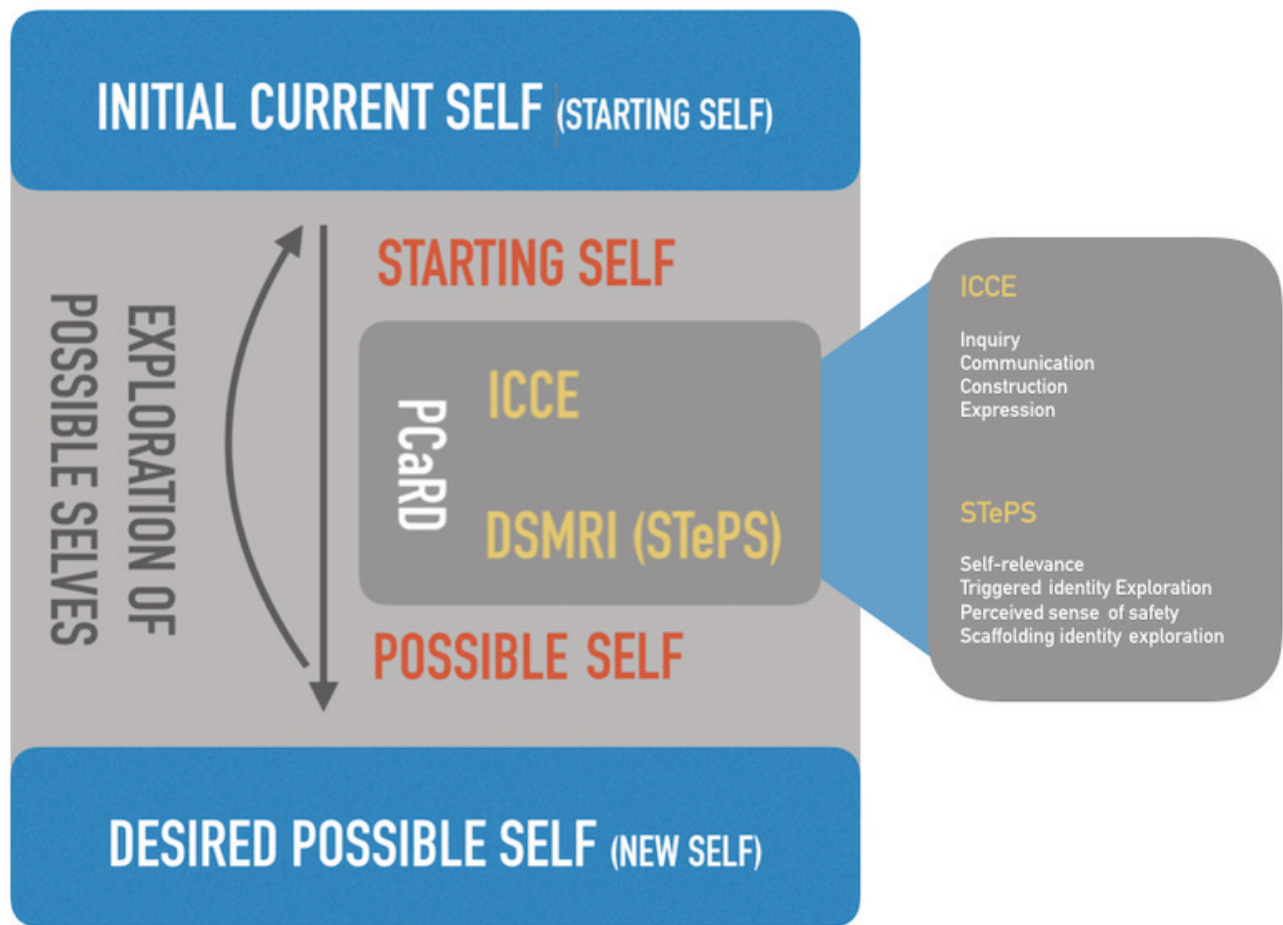 INITIAL CURRENT SELF (STARTING SELF)
EXPLORATION OF
POSSIBLE SELVES
STARTING SELF
PCaRD
ICCE
DSMRI (STePS)
POSSIBLE SELF
ICCE
Inquiry
Communication
Construction
Expression
STePS
Self-relevance
Triggered identity Exploration
Perceived sense of safety
Scaffolding identity exploration
DESIRED POSSIBLE SELF (NEW SELF)